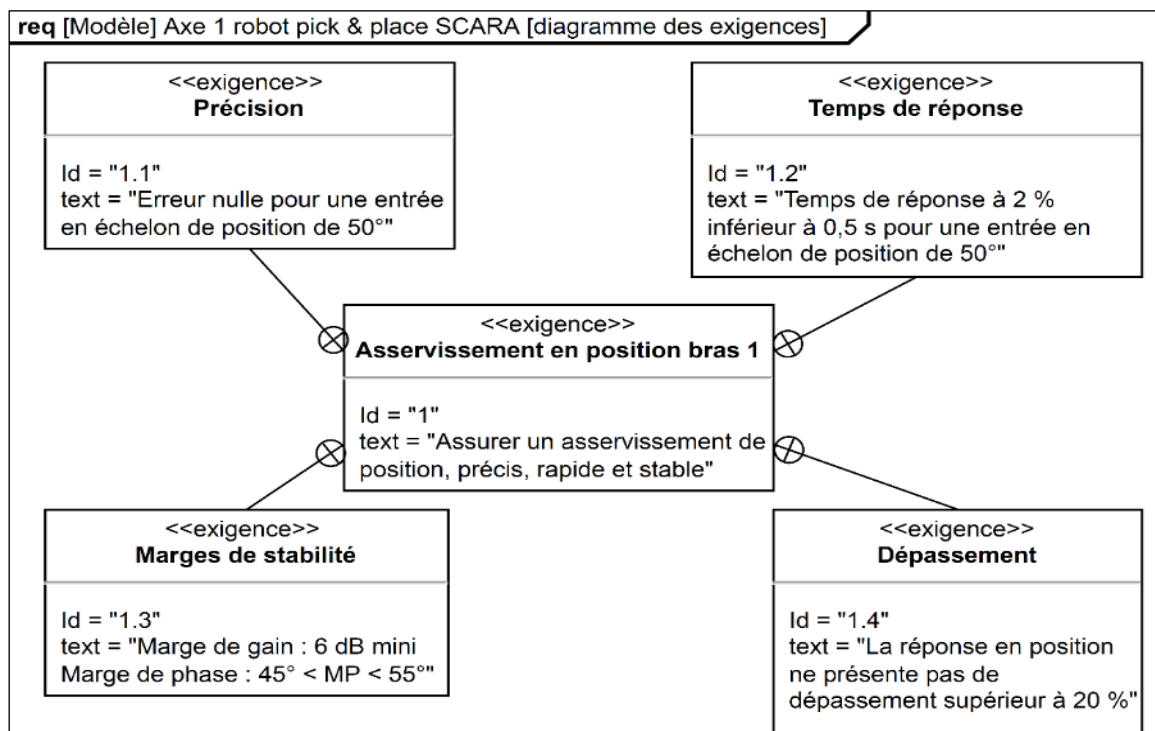 req [Modèle] Axe 1 robot pick & place SCARA [diagramme des exigences]
<<exigence>>
Précision
Id = "1.1"
text = "Erreur nulle pour une entrée
en échelon de position de 50°"
<<exigence>>
Temps de réponse
Id = "1.2"
text = "Temps de réponse à 2 %
inférieur à 0,5 s pour une entrée en
échelon de position de 50°"
<<exigence>>
Asservissement en position bras 1
Id = "1"
text = "Assurer un asservissement de
position, précis, rapide et stable"
<<exigence>>
Marges de stabilité
Id = "1.3"
text = "Marge de gain : 6 dB mini
Marge de phase : 45° < MP < 55°"
<<exigence>>
Dépassement
Id = "1.4"
text = "La réponse en position
ne présente pas de
dépassement supérieur à 20 %"